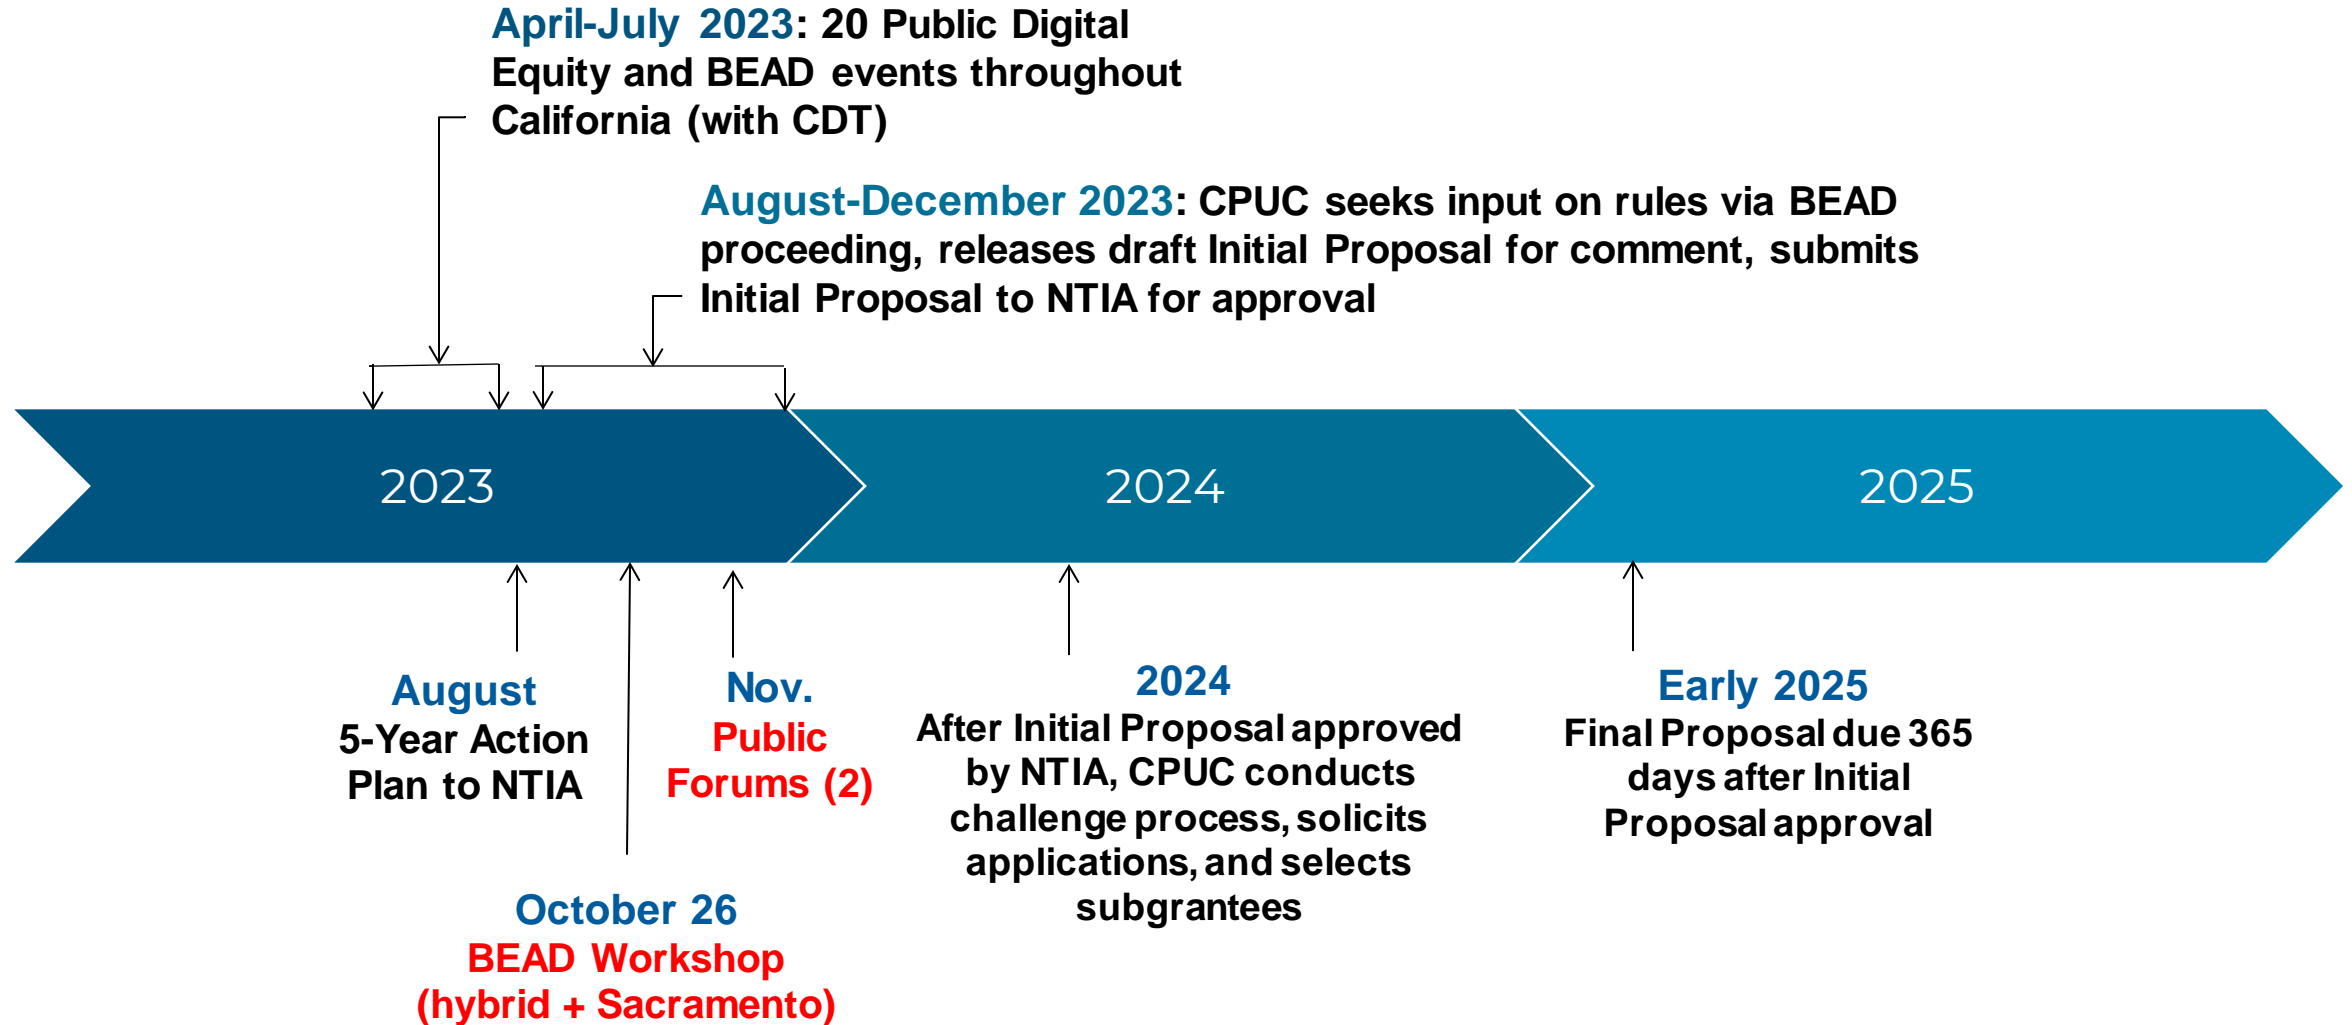 April-July 2023: 20 Public Digital
Equity and BEAD events throughout
California (with CDT)
August-December 2023: CPUC seeks input on rules via BEAD
proceeding, releases draft Initial Proposal for comment, submits
Initial Proposal to NTIA for approval
2023
2024
2025
August
5-Year Action
Plan to NTIA
October 26
BEAD Workshop
(hybrid + Sacramento)
Nov.
Public
Forums (2)
2024
After Initial Proposal approved
by NTIA, CPUC conducts
challenge process, solicits
applications, and selects
subgrantees
Early 2025
Final Proposal due 365
days after Initial
Proposal approval